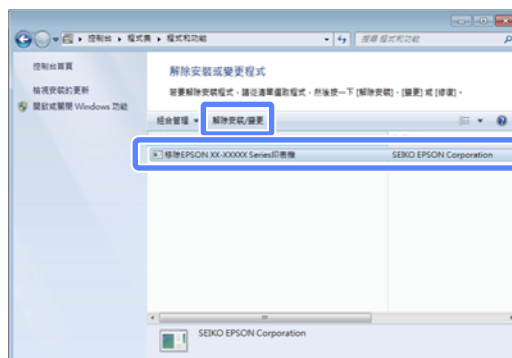 控制台 ▸ 程式集 ▸ 程式和功能
搜尋 程式和功能
控制台首頁
檢視安裝的更新
開啟或關閉 Windows 功能
解除安裝或變更程式
若要解除安裝程式，請從清單選取程式，然後按一下 [解除安裝]、[變更] 或 [修復]。
組合管理 ▾ 解除安裝/變更
移除EPSON XX-XXXXX Series印表機 SEIKO EPSON Corporation
SEIKO EPSON Corporation